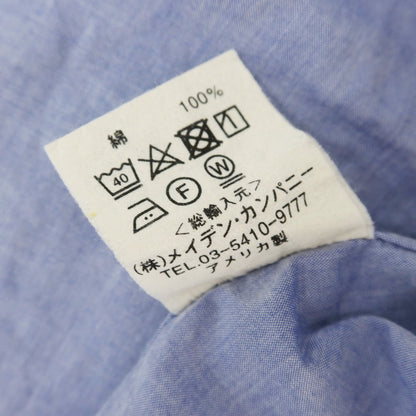 綿 100%
40
F W
<総輸入元>
(株)メイデン・カンパニー
TEL.03-5410-9777
アメリカ製